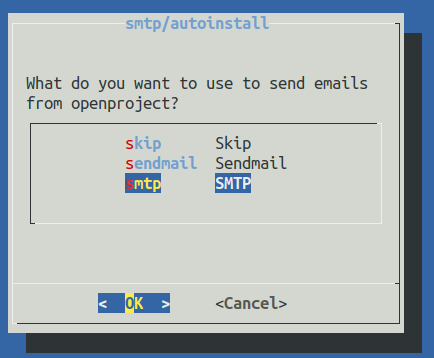 smtp/autoinstall
What do you want to use to send emails
from openproject?
skip Skip
sendmail Sendmail
smtp SMTP
< OK > <Cancel>